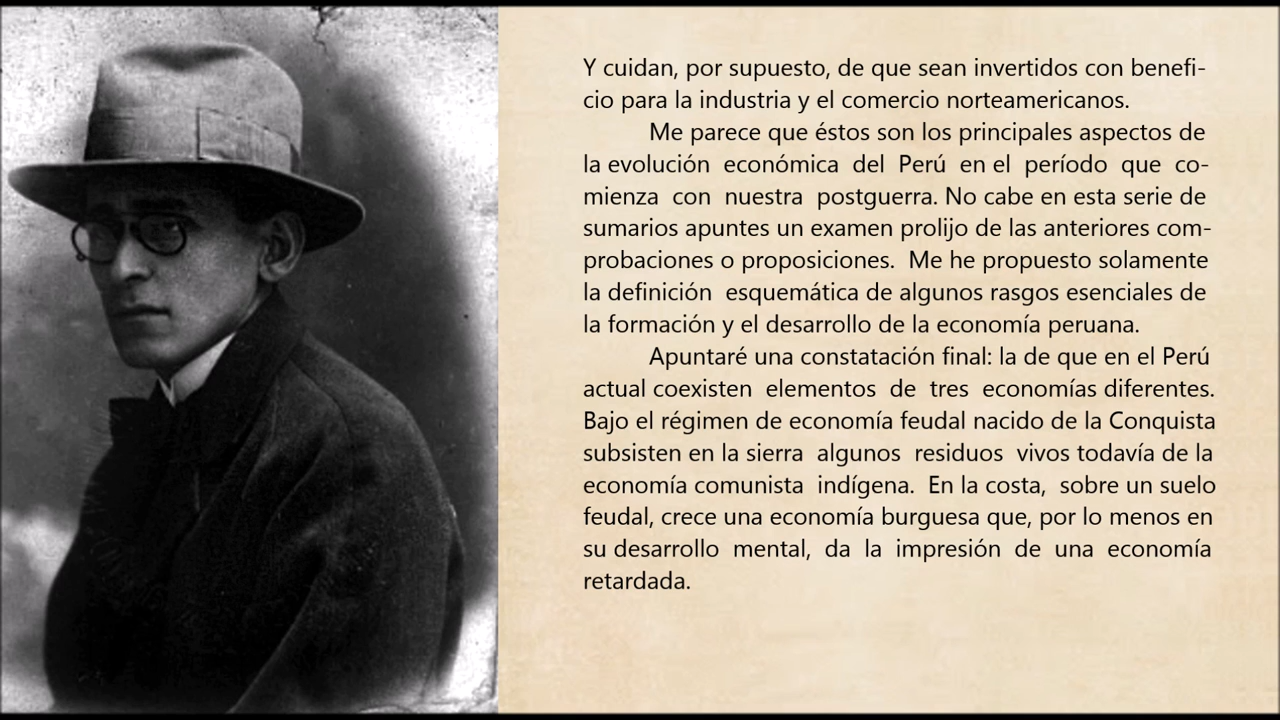 Y cuidan, por supuesto, de que sean invertidos con benefi-
cio para la industria y el comercio norteamericanos.
Me parece que éstos son los principales aspectos de
la evolución económica del Perú en el período que co-
mienza con nuestra postguerra. No cabe en esta serie de
sumarios apuntes un examen prolijo de las anteriores com-
probaciones o proposiciones. Me he propuesto solamente
la definición esquemática de algunos rasgos esenciales de
la formación y el desarrollo de la economía peruana.
Apuntaré una constatación final: la de que en el Perú
actual coexisten elementos de tres economías diferentes.
Bajo el régimen de economía feudal nacido de la Conquista
subsisten en la sierra algunos residuos vivos todavía de la
economía comunista indígena. En la costa, sobre un suelo
feudal, crece una economía burguesa que, por lo menos en
su desarrollo mental, da la impresión de una economía
retardada.